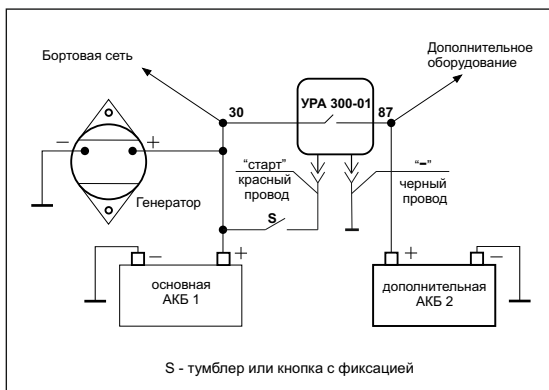 Бортовая сеть
Дополнительное
оборудование
30
УРА 300-01
87
–
+
"старт"
красный
провод
"–"
черный
провод
Генератор
S
–
+
+
–
основная
АКБ 1
дополнительная
АКБ 2
S - тумблер или кнопка с фиксацией